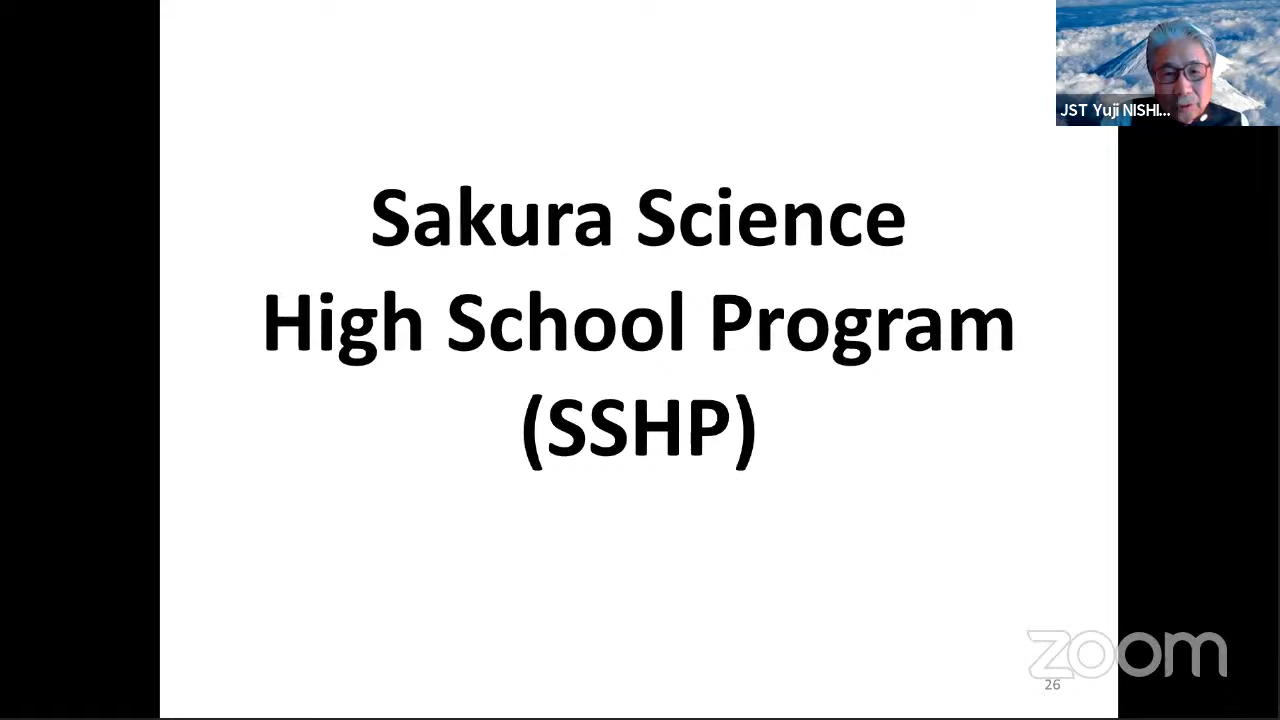 JST Yuji NISHI...
Sakura Science
High School Program
(SSHP)
zoom
26